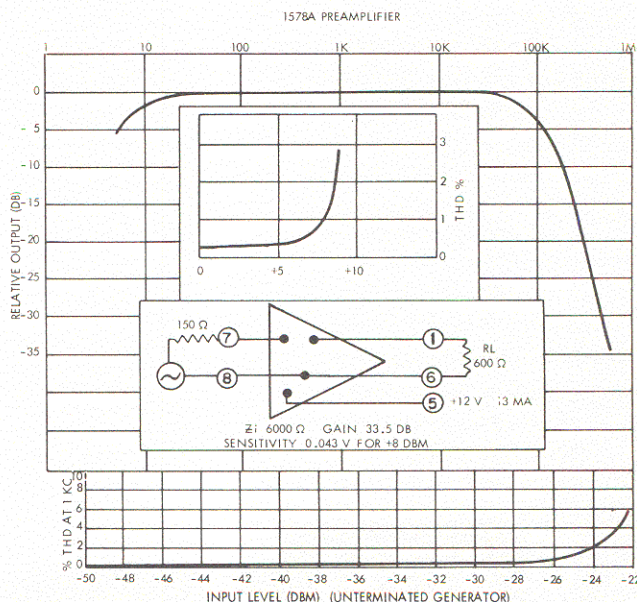 1578A PREAMPLIFIER
1 10 100 1K 10K 100K 1M
RELATIVE OUTPUT (DB)
0
- 5
-10
-15
-20
-25
-30
-35
THD %
3
2
1
0
0 +5 +10
150 Ω
7
8
1
6
5
RL
600 Ω
+12 V 13 MA
Zi 6000 Ω GAIN 33.5 DB
SENSITIVITY 0.043 V FOR +8 DBM
% THD AT 1 KC
10
8
6
4
2
0
-50 -48 -46 -44 -42 -40 -38 -36 -34 -32 -30 -28 -26 -24 -22
INPUT LEVEL (DBM) (UNTERMINATED GENERATOR)